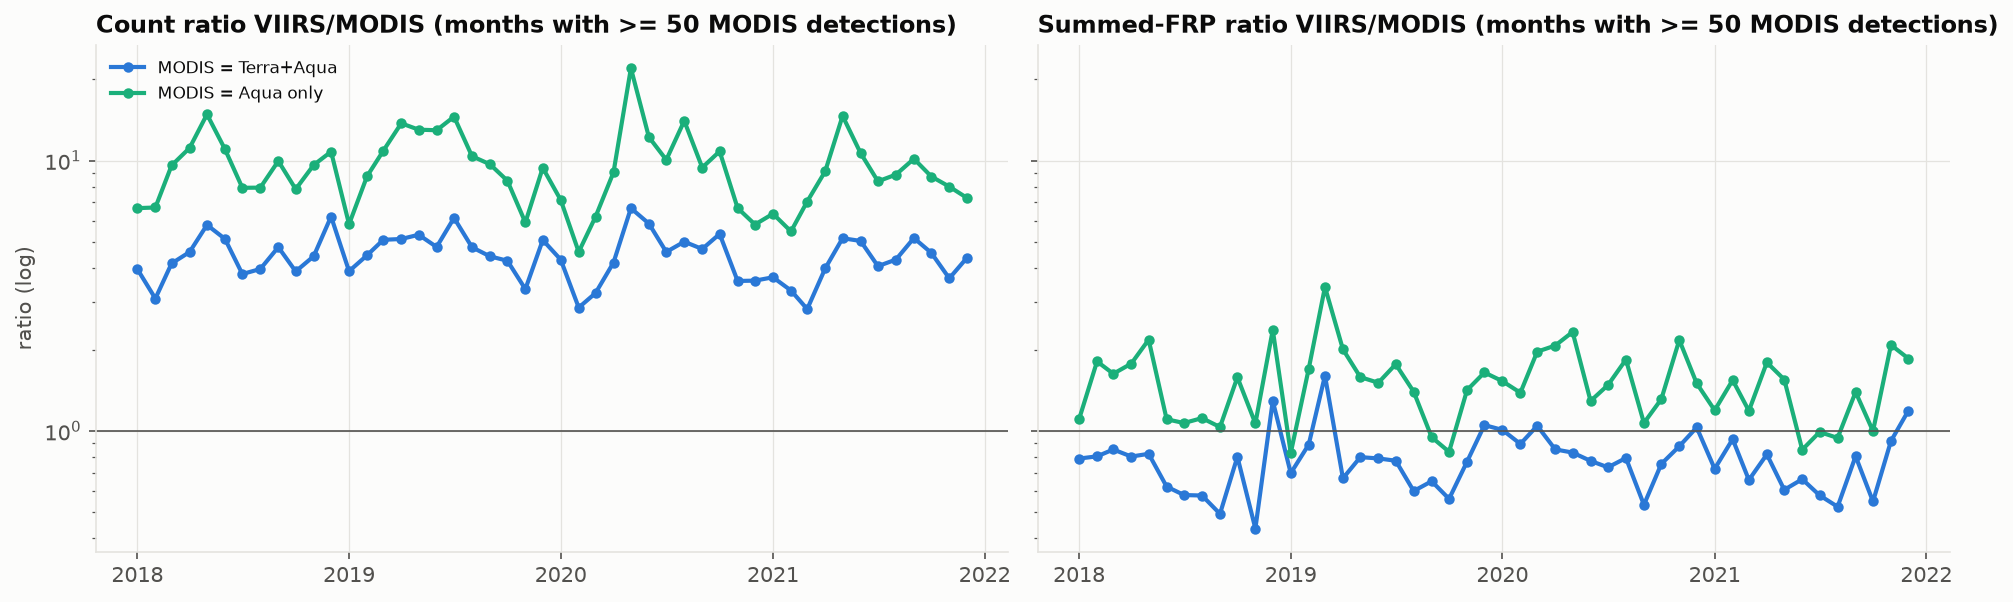 Count ratio VIIRS/MODIS (months with >= 50 MODIS detections)
MODIS = Terra+Aqua
MODIS = Aqua only
ratio (log)
10¹
10⁰
2018 2019 2020 2021 2022
Summed-FRP ratio VIIRS/MODIS (months with >= 50 MODIS detections)
2018 2019 2020 2021 2022